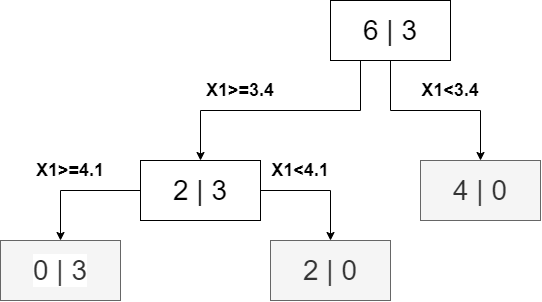 6 | 3
X1>=3.4
X1<3.4
X1>=4.1
X1<4.1
2 | 3
4 | 0
0 | 3
2 | 0